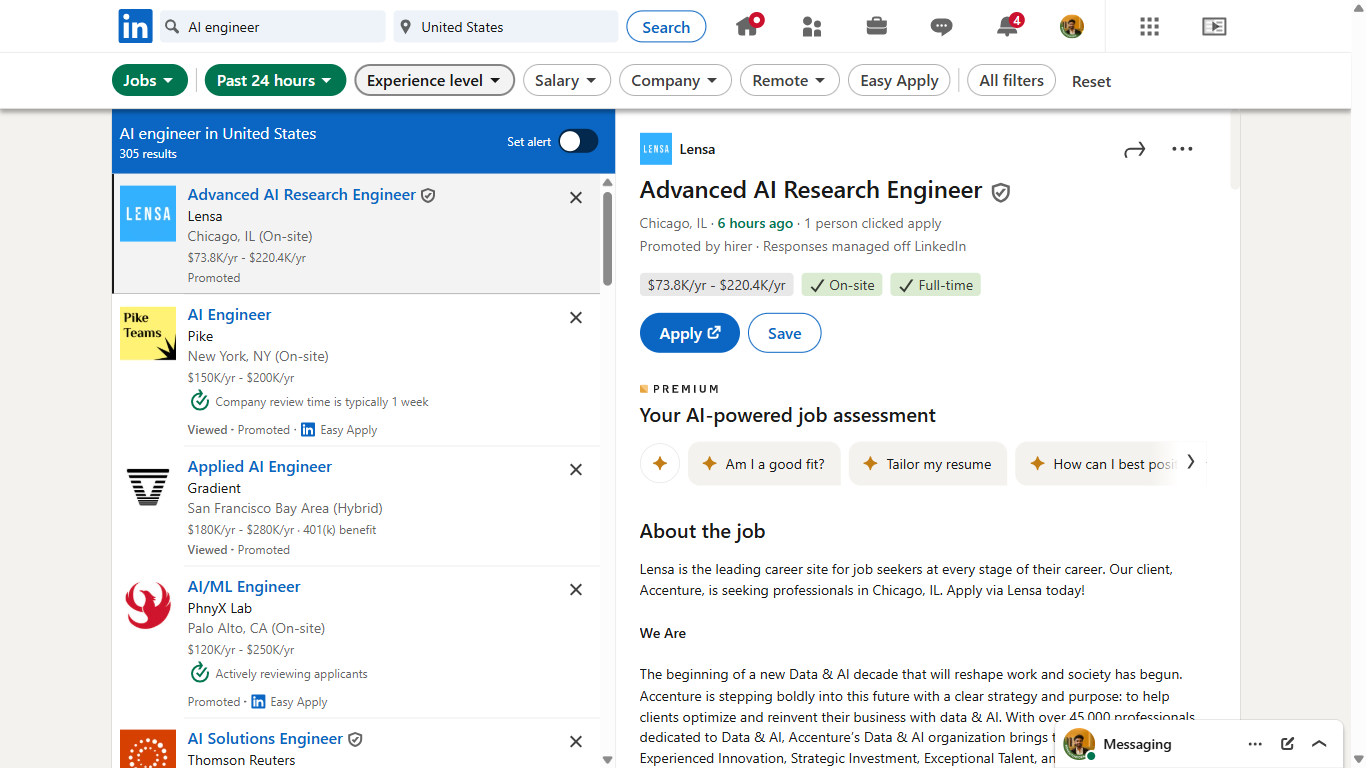 in
AI engineer
United States
Search
4
Jobs
Past 24 hours
Experience level
Salary
Company
Remote
Easy Apply
All filters
Reset
AI engineer in United States
305 results
Set alert
LENSA
Advanced AI Research Engineer
Lensa
Chicago, IL (On-site)
$73.8K/yr - $220.4K/yr
Promoted
Pike
Teams
AI Engineer
Pike
New York, NY (On-site)
$150K/yr - $200K/yr
Company review time is typically 1 week
Viewed · Promoted · in Easy Apply
Applied AI Engineer
Gradient
San Francisco Bay Area (Hybrid)
$180K/yr - $280K/yr · 401(k) benefit
Viewed · Promoted
AI/ML Engineer
PhnyX Lab
Palo Alto, CA (On-site)
$120K/yr - $250K/yr
Actively reviewing applicants
Promoted · in Easy Apply
AI Solutions Engineer
Thomson Reuters
LENSA
Lensa
Advanced AI Research Engineer
Chicago, IL · 6 hours ago · 1 person clicked apply
Promoted by hirer · Responses managed off LinkedIn
$73.8K/yr - $220.4K/yr
On-site
Full-time
Apply
Save
PREMIUM
Your AI-powered job assessment
Am I a good fit?
Tailor my resume
How can I best posi
About the job
Lensa is the leading career site for job seekers at every stage of their career. Our client,
Accenture, is seeking professionals in Chicago, IL. Apply via Lensa today!
We Are
The beginning of a new Data & AI decade that will reshape work and society has begun.
Accenture is stepping boldly into this future with a clear strategy and purpose: to help
clients optimize and reinvent their business with data & AI. With over 45,000 professionals
dedicated to Data & AI, Accenture's Data & AI organization brings
Experienced Innovation, Strategic Investment, Exceptional Talent,
Messaging